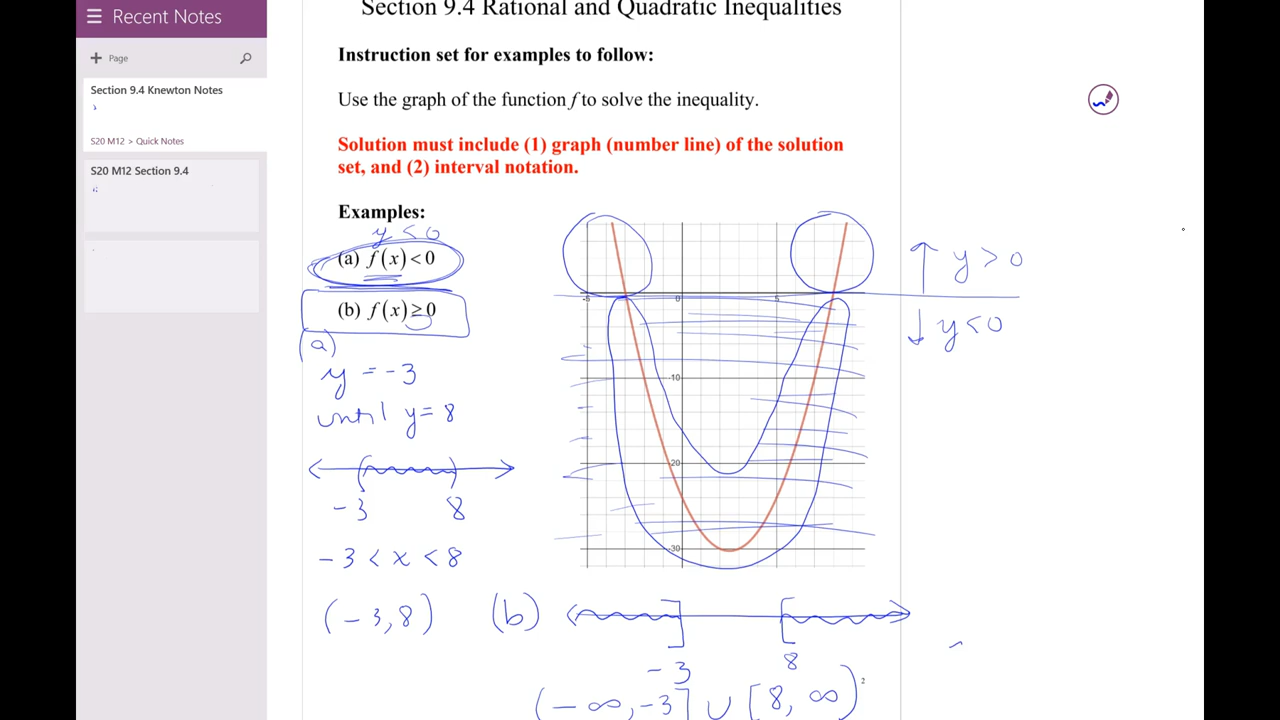 Recent Notes
Page
Section 9.4 Knewton Notes
S20 M12 > Quick Notes
S20 M12 Section 9.4
Section 9.4 Rational and Quadratic Inequalities
Instruction set for examples to follow:
Use the graph of the function f to solve the inequality.
Solution must include (1) graph (number line) of the solution
set, and (2) interval notation.
Examples:
y < 0
(a) f(x) < 0
(b) f(x) ≥ 0
(a)
y = -3
until y = 8
-3 8
-3 < x < 8
(-3, 8)
-5 0 5
-10
-20
-30
↑ y > 0
↓ y < 0
(b)
-3 8
(-∞, -3] ∪ [8, ∞)
2